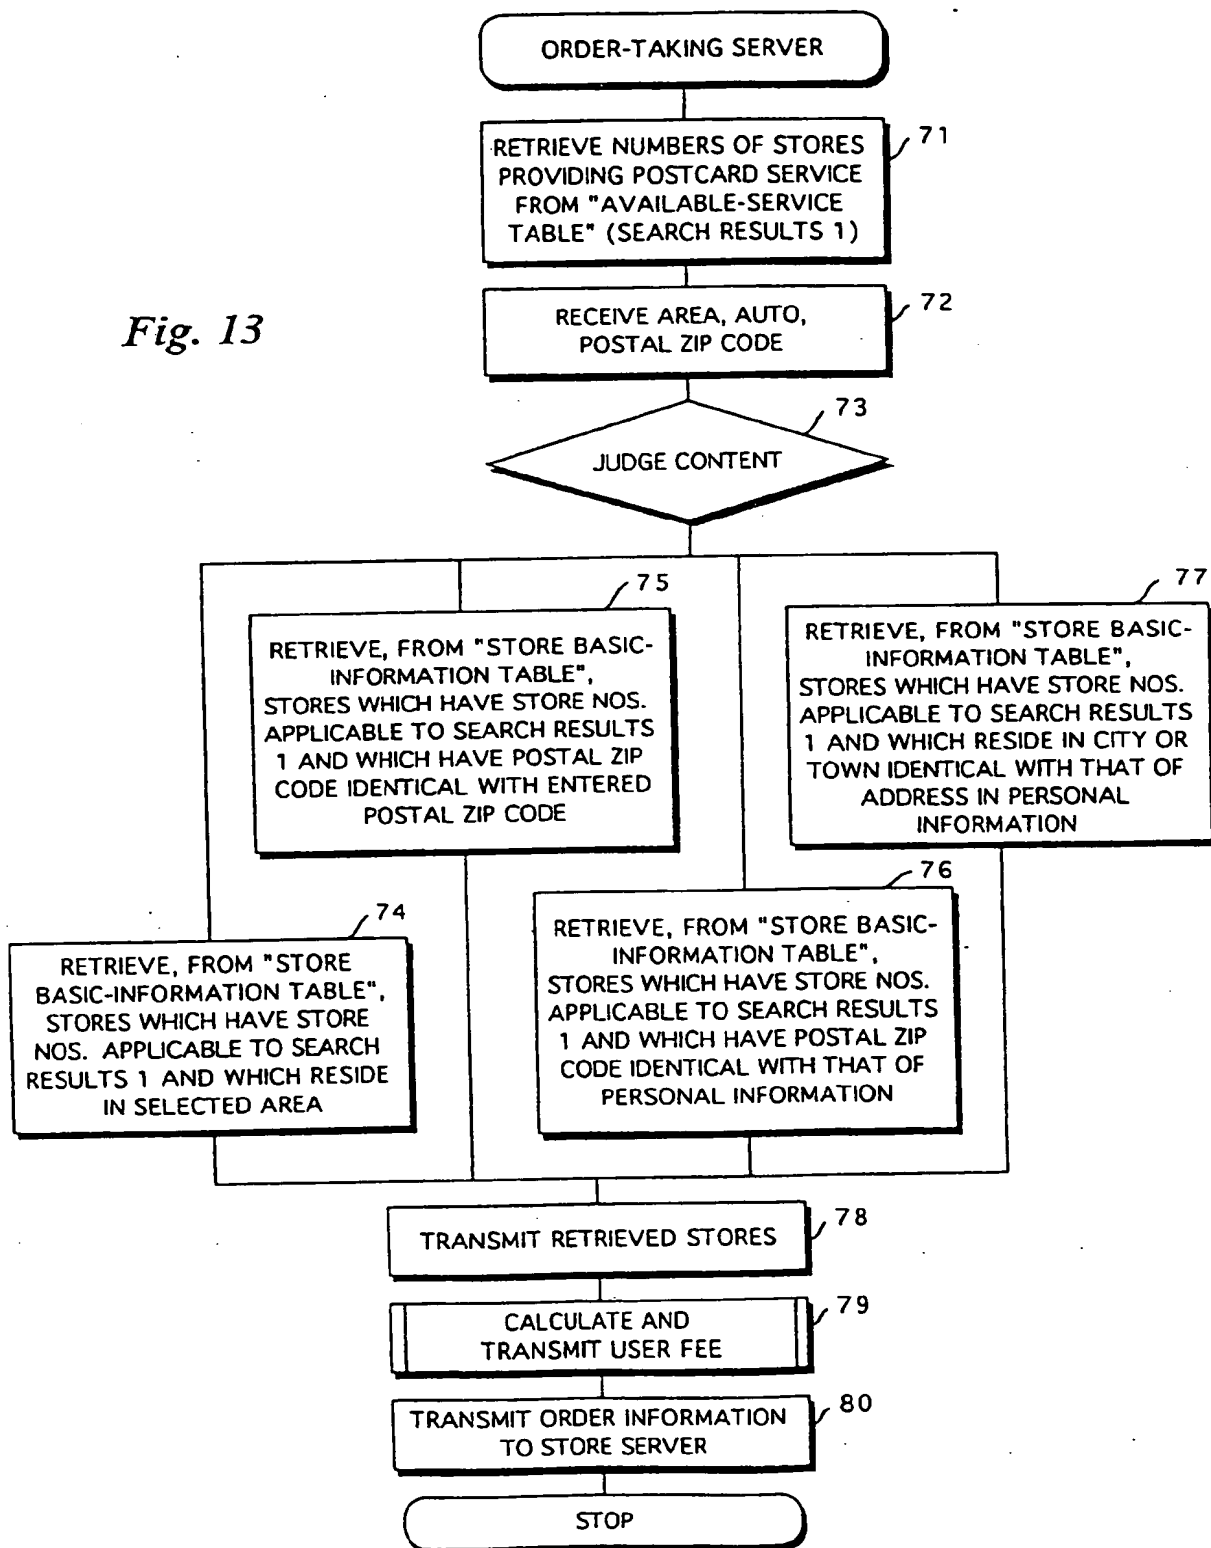 ORDER-TAKING SERVER
71
RETRIEVE NUMBERS OF STORES
PROVIDING POSTCARD SERVICE
FROM "AVAILABLE-SERVICE
TABLE" (SEARCH RESULTS 1)
Fig. 13
72
RECEIVE AREA, AUTO,
POSTAL ZIP CODE
73
JUDGE CONTENT
75
RETRIEVE, FROM "STORE BASIC-
INFORMATION TABLE",
STORES WHICH HAVE STORE NOS.
APPLICABLE TO SEARCH RESULTS
1 AND WHICH HAVE POSTAL ZIP
CODE IDENTICAL WITH ENTERED
POSTAL ZIP CODE
77
RETRIEVE, FROM "STORE BASIC-
INFORMATION TABLE",
STORES WHICH HAVE STORE NOS.
APPLICABLE TO SEARCH RESULTS
1 AND WHICH RESIDE IN CITY OR
TOWN IDENTICAL WITH THAT OF
ADDRESS IN PERSONAL
INFORMATION
74
RETRIEVE, FROM "STORE
BASIC-INFORMATION TABLE",
STORES WHICH HAVE STORE
NOS. APPLICABLE TO SEARCH
RESULTS 1 AND WHICH RESIDE
IN SELECTED AREA
76
RETRIEVE, FROM "STORE BASIC-
INFORMATION TABLE",
STORES WHICH HAVE STORE NOS.
APPLICABLE TO SEARCH RESULTS
1 AND WHICH HAVE POSTAL ZIP
CODE IDENTICAL WITH THAT OF
PERSONAL INFORMATION
78
TRANSMIT RETRIEVED STORES
79
CALCULATE AND
TRANSMIT USER FEE
80
TRANSMIT ORDER INFORMATION
TO STORE SERVER
STOP